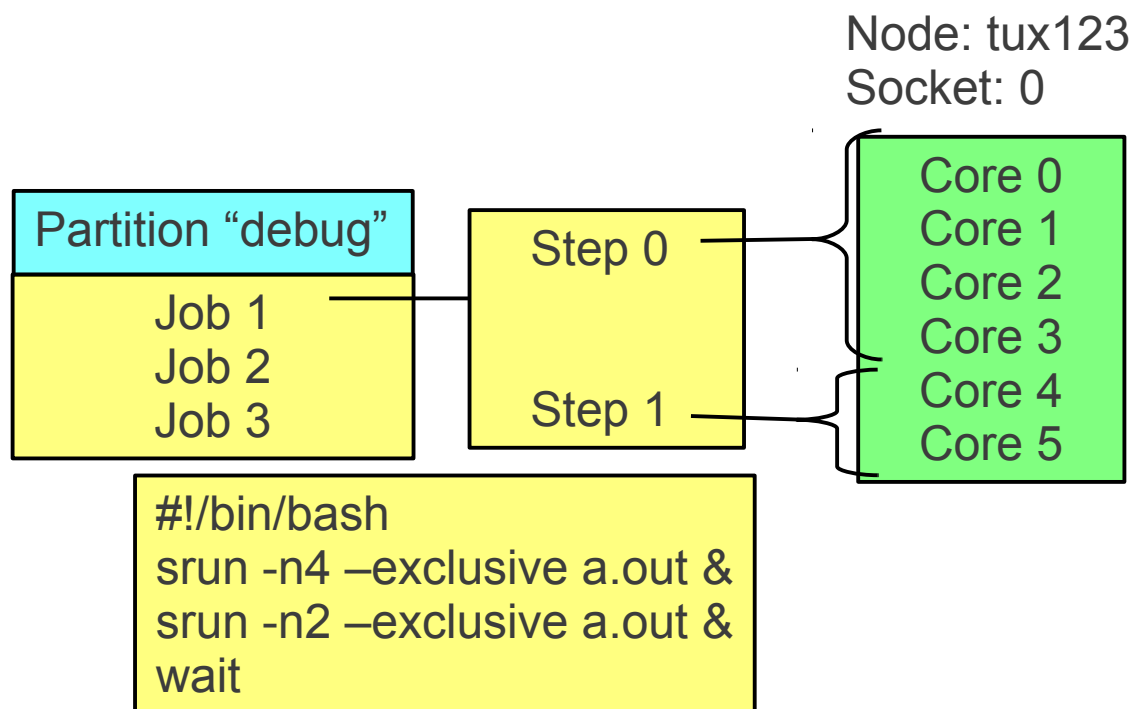 Node: tux123
Socket: 0
Partition “debug”
Job 1
Job 2
Job 3
Step 0
Step 1
Core 0
Core 1
Core 2
Core 3
Core 4
Core 5
#!/bin/bash
srun -n4 –exclusive a.out &
srun -n2 –exclusive a.out &
wait